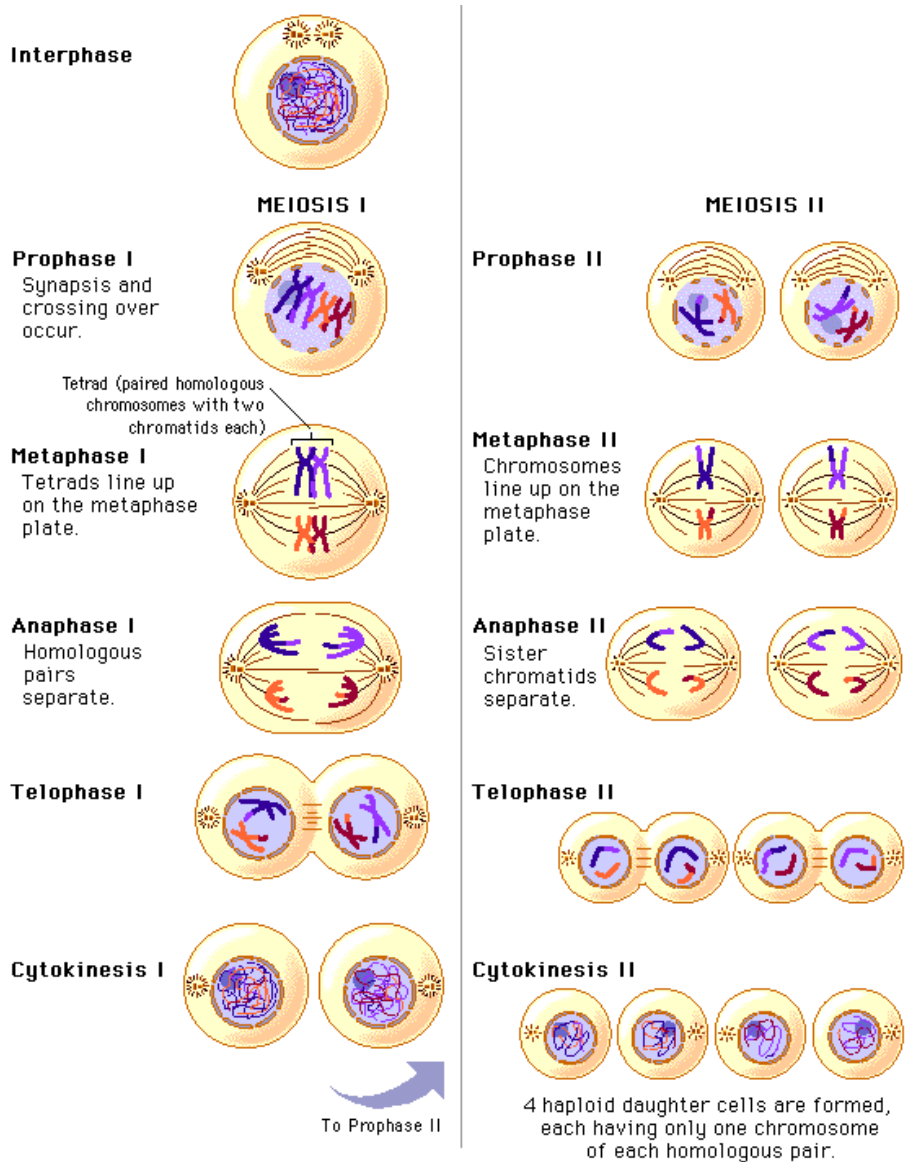 Interphase
MEIOSIS I
Prophase I
Synapsis and
crossing over
occur.
Tetrad (paired homologous
chromosomes with two
chromatids each)
Metaphase I
Tetrads line up
on the metaphase
plate.
Anaphase I
Homologous
pairs
separate.
Telophase I
Cytokinesis I
To Prophase II
MEIOSIS II
Prophase II
Metaphase II
Chromosomes
line up on the
metaphase
plate.
Anaphase II
Sister
chromatids
separate.
Telophase II
Cytokinesis II
4 haploid daughter cells are formed,
each having only one chromosome
of each homologous pair.